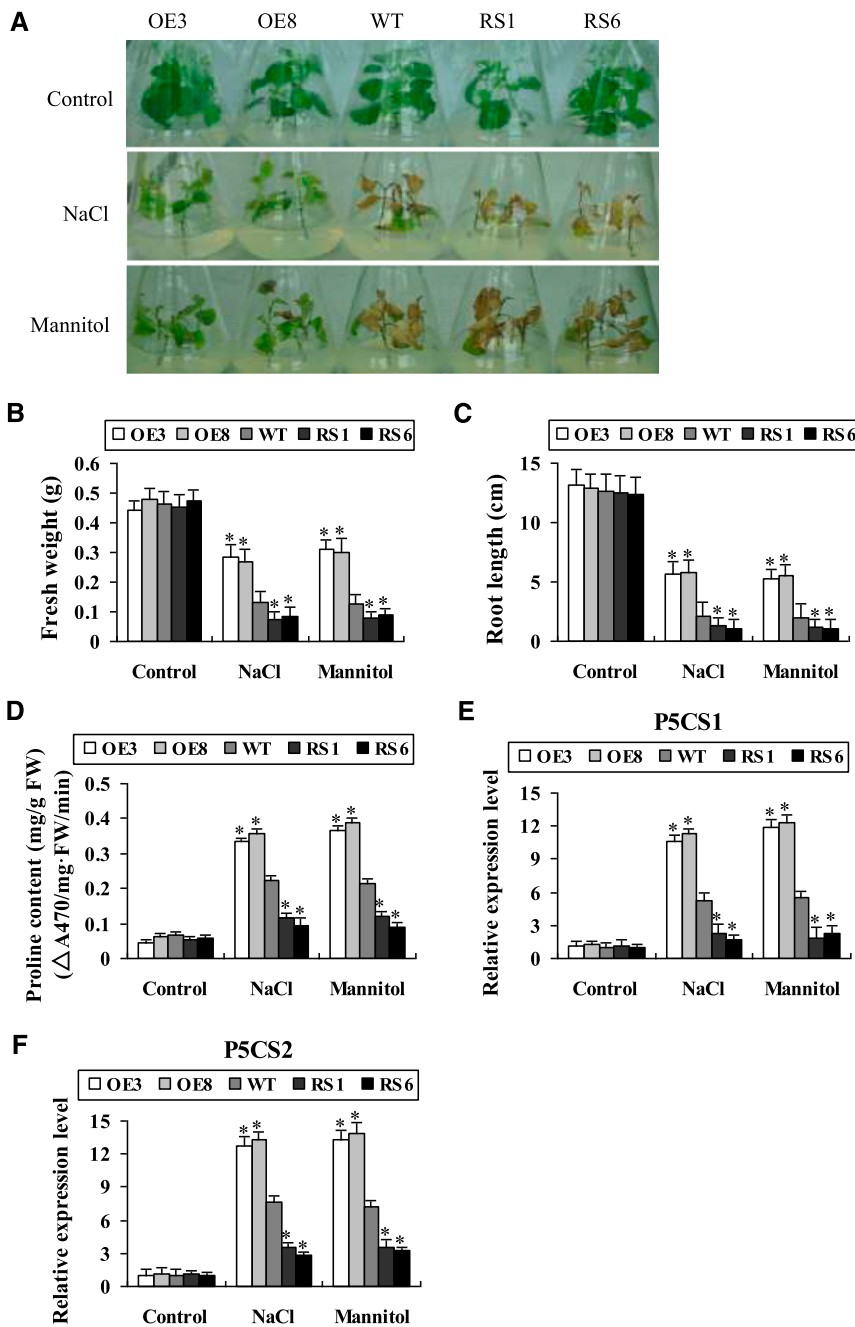 A
OE3 OE8 WT RS1 RS6
Control
NaCl
Mannitol
B
OE3 OE8 WT RS1 RS6
Fresh weight (g)
0.6
0.5
0.4
0.3
0.2
0.1
0
* * * *
* * * *
Control NaCl Mannitol
C
OE3 OE8 WT RS1 RS6
Root length (cm)
15
10
5
0
* * * *
* * * *
Control NaCl Mannitol
D
OE3 OE8 WT RS1 RS6
Proline content (mg/g FW)
(△A470/mg·FW/min)
0.5
0.4
0.3
0.2
0.1
0
* * * *
* * * *
Control NaCl Mannitol
E
P5CS1
OE3 OE8 WT RS1 RS6
Relative expression level
15
12
9
6
3
0
* * * *
* * * *
Control NaCl Mannitol
F
P5CS2
OE3 OE8 WT RS1 RS6
Relative expression level
15
12
9
6
3
0
* * * *
* * * *
Control NaCl Mannitol